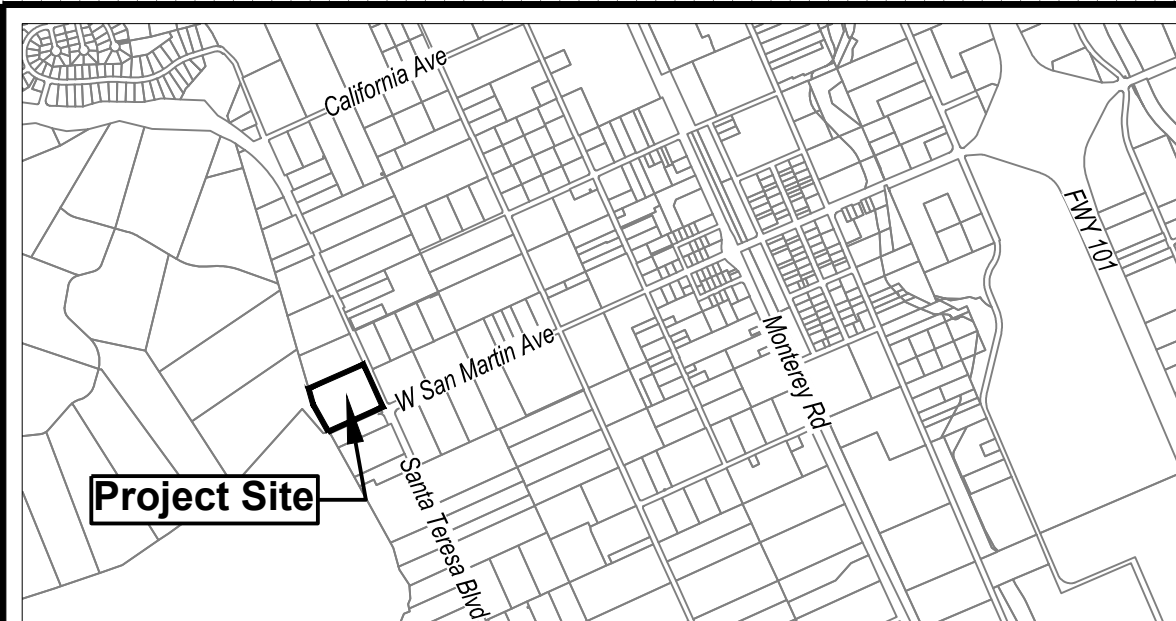 California Ave
FWY 101
W San Martin Ave
Monterey Rd
Project Site
Santa Teresa Blvd